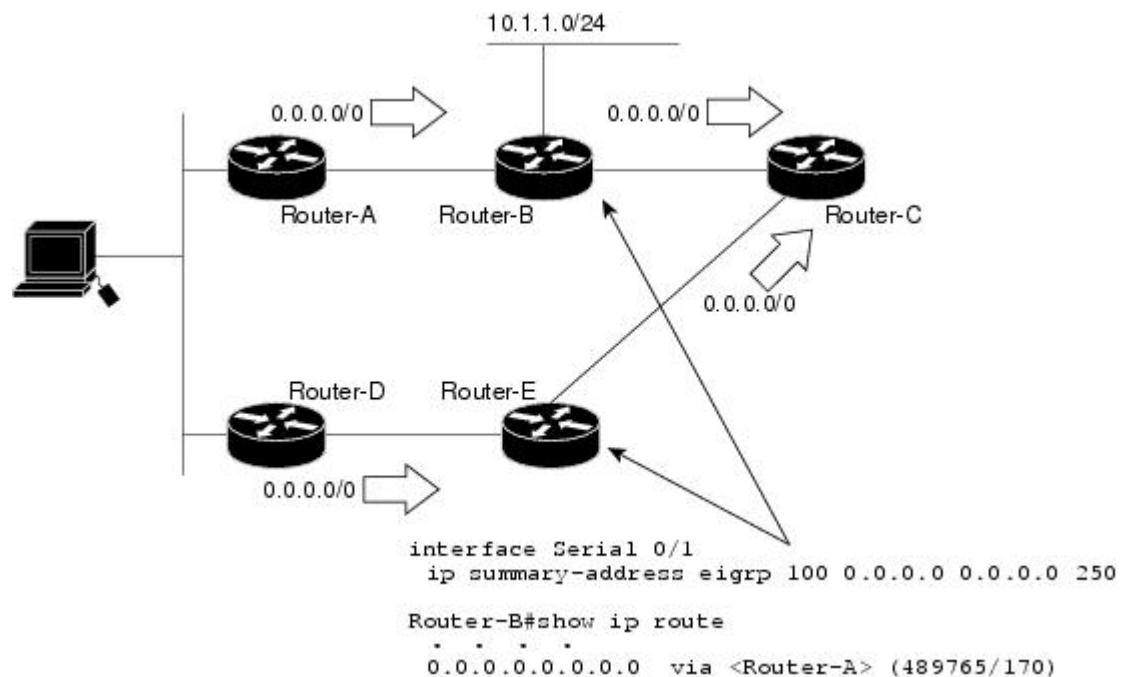 10.1.1.0/24
0.0.0.0/0
0.0.0.0/0
Router-A
Router-B
Router-C
0.0.0.0/0
Router-D
Router-E
0.0.0.0/0
interface Serial 0/1
ip summary-address eigrp 100 0.0.0.0 0.0.0.0 250
Router-B#show ip route
. . . .
0.0.0.0.0.0.0.0 via <Router-A> (489765/170)